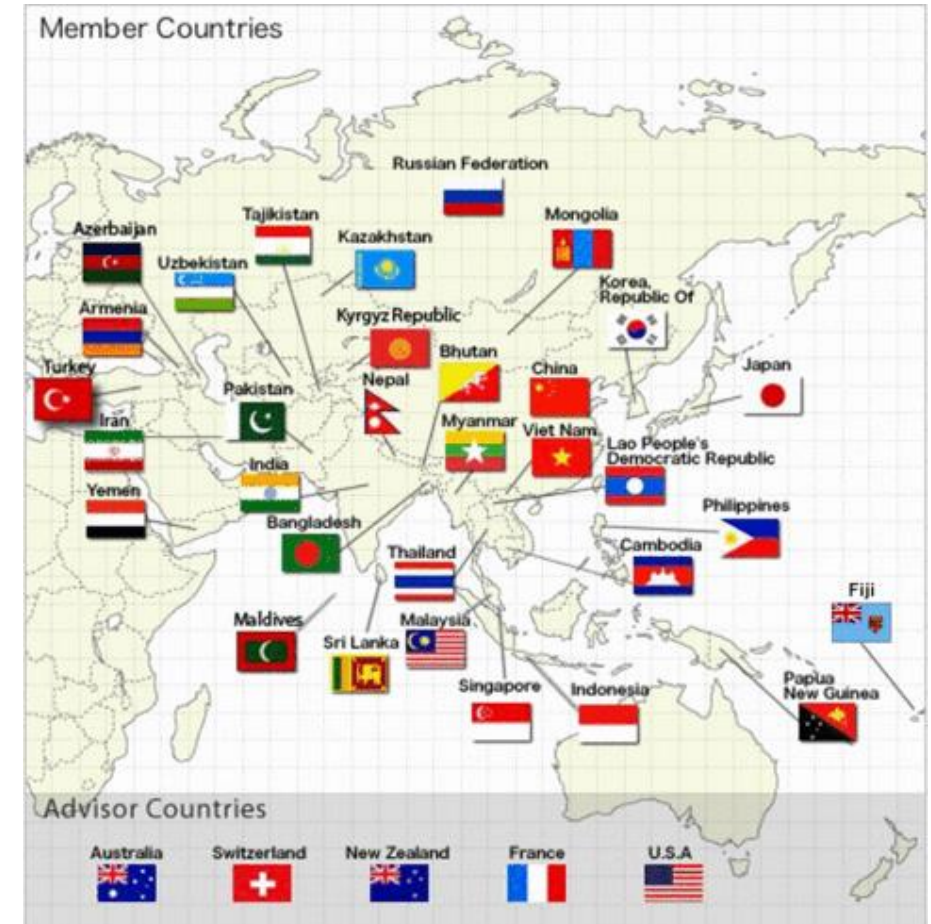 Member Countries
Russian Federation
Tajikistan
Mongolia
Azerbaijan
Kazakhstan
Uzbekistan
Korea,
Republic Of
Armenia
Kyrgyz Republic
Bhutan
Turkey
China
Japan
Nepal
Pakistan
Iran
Myanmar
Viet Nam
Lao People's
Democratic Republic
India
Yemen
Philippines
Bangladesh
Thailand
Cambodia
Fiji
Maldives
Malaysia
Sri Lanka
Papua
New Guinea
Singapore
Indonesia
Advisor Countries
Australia
Switzerland
New Zealand
France
U.S.A